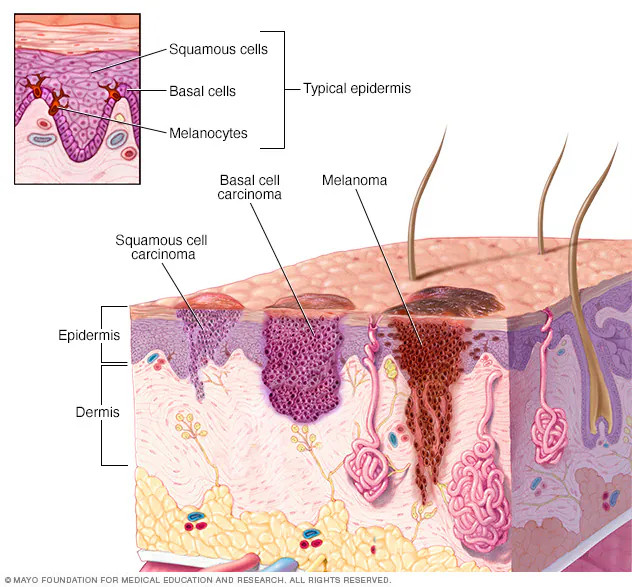 Squamous cells
Basal cells
Melanocytes
Typical epidermis
Basal cell
carcinoma
Melanoma
Squamous cell
carcinoma
Epidermis
Dermis
© MAYO FOUNDATION FOR MEDICAL EDUCATION AND RESEARCH. ALL RIGHTS RESERVED.